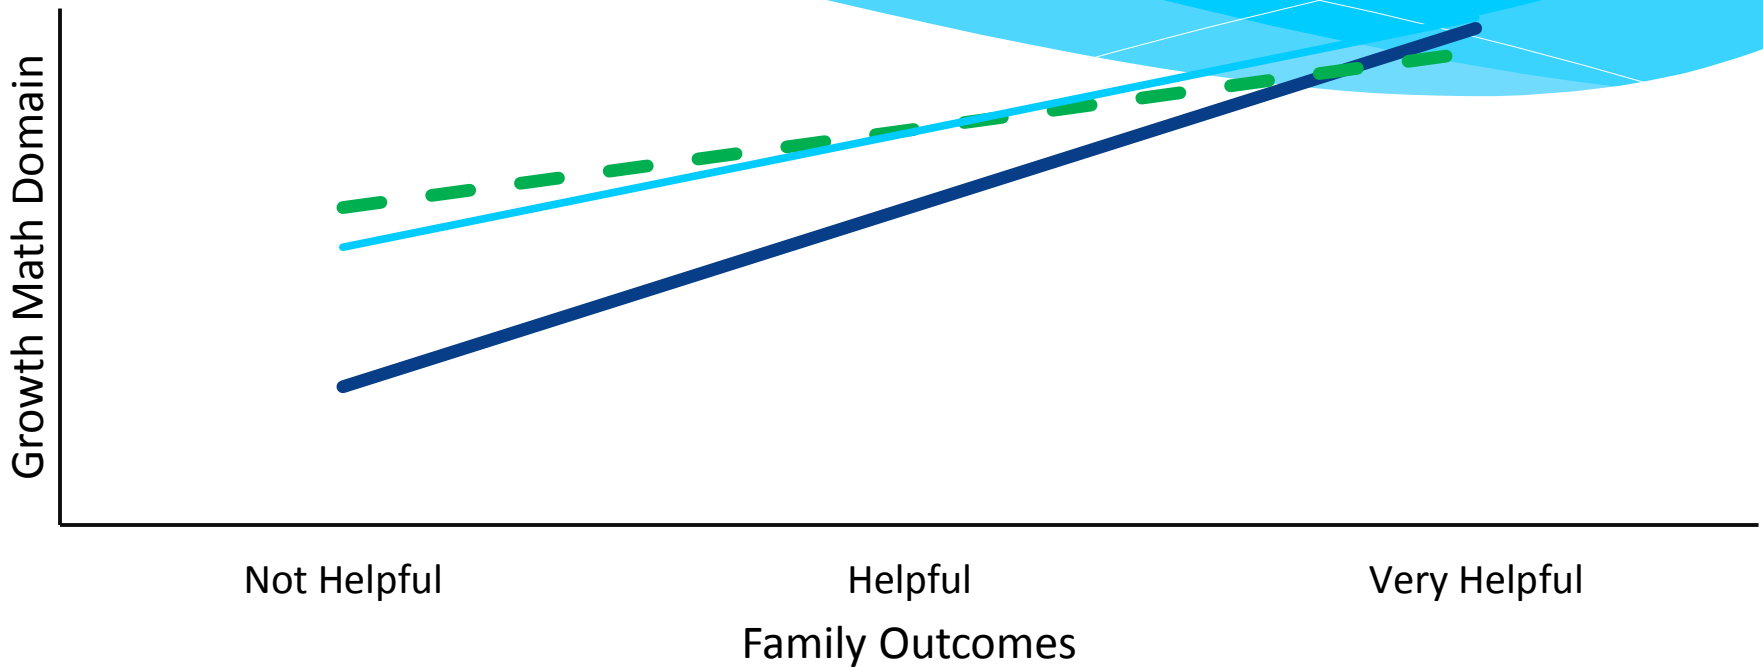 Growth Math Domain
Not Helpful
Helpful
Very Helpful
Family Outcomes